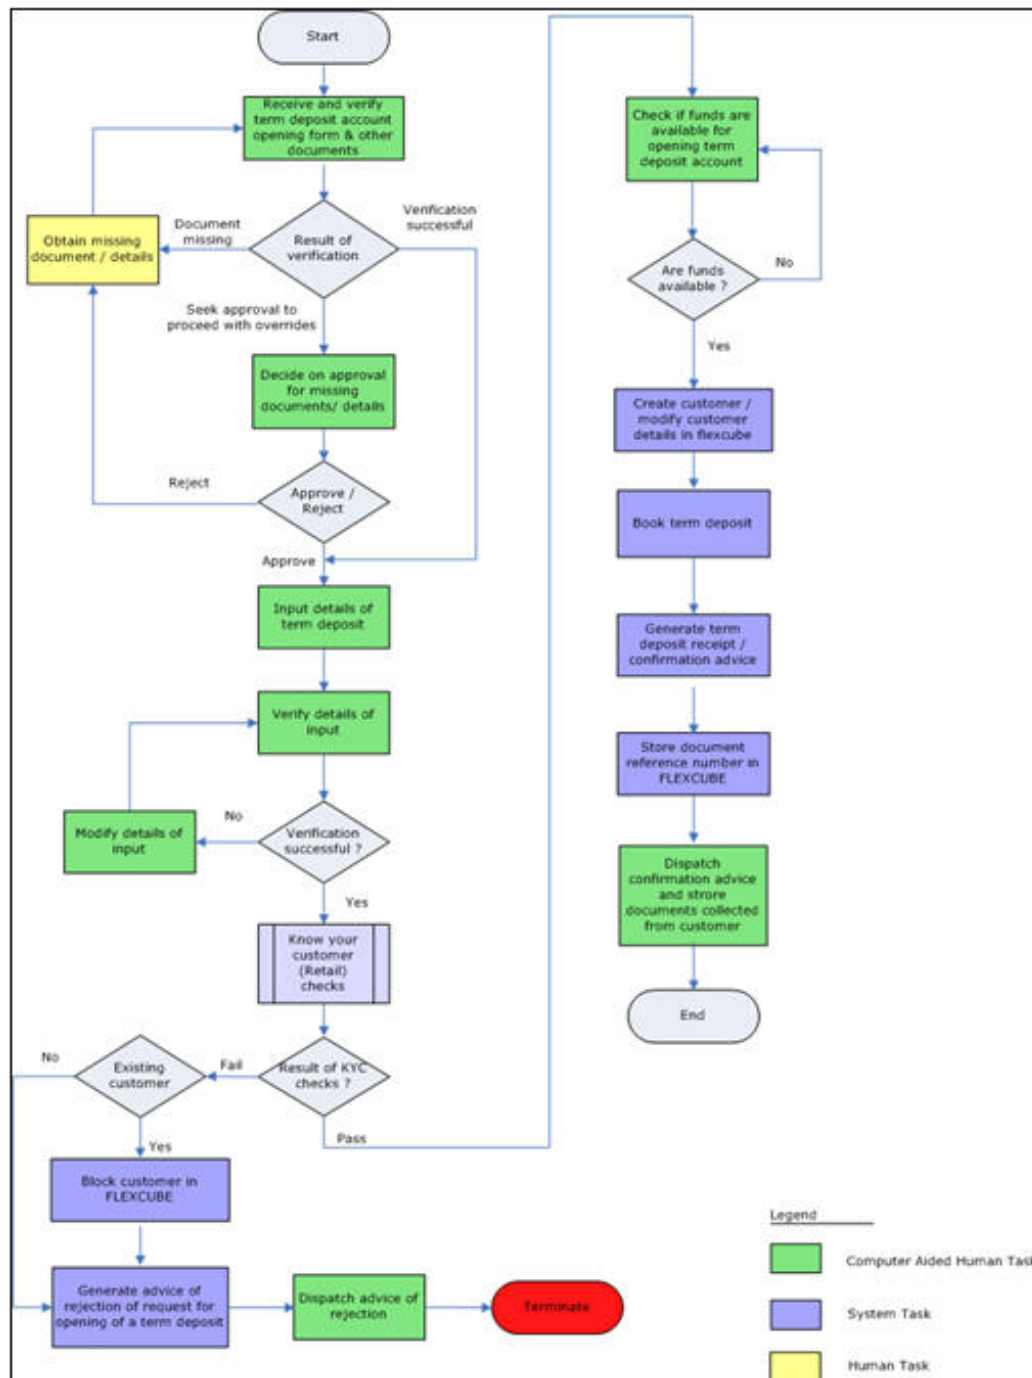 Start
Receive and verify
term deposit account
opening form & other
documents
Document
missing
Verification
successful
Obtain missing
document / details
Result of
verification
Seek approval to
proceed with overrides
Decide on approval
for missing
documents/ details
Reject
Approve /
Reject
Approve
Input details of
term deposit
Verify details of
input
No
Modify details of
input
Verification
successful ?
Yes
Know your
customer
(Retail)
checks
No
Existing
customer
Fail
Result of KYC
checks ?
Pass
Yes
Block customer in
FLEXCUBE
Generate advice of
rejection of request for
opening of a term deposit
Dispatch advice of
rejection
Terminate
Check if funds are
available for
opening term
deposit account
Are funds
available ?
No
Yes
Create customer /
modify customer
details in flexcube
Book term deposit
Generate term
deposit receipt /
confirmation advice
Store document
reference number in
FLEXCUBE
Dispatch
confirmation advice
and strore
documents collected
from customer
End
Legend
Computer Aided Human Task
System Task
Human Task